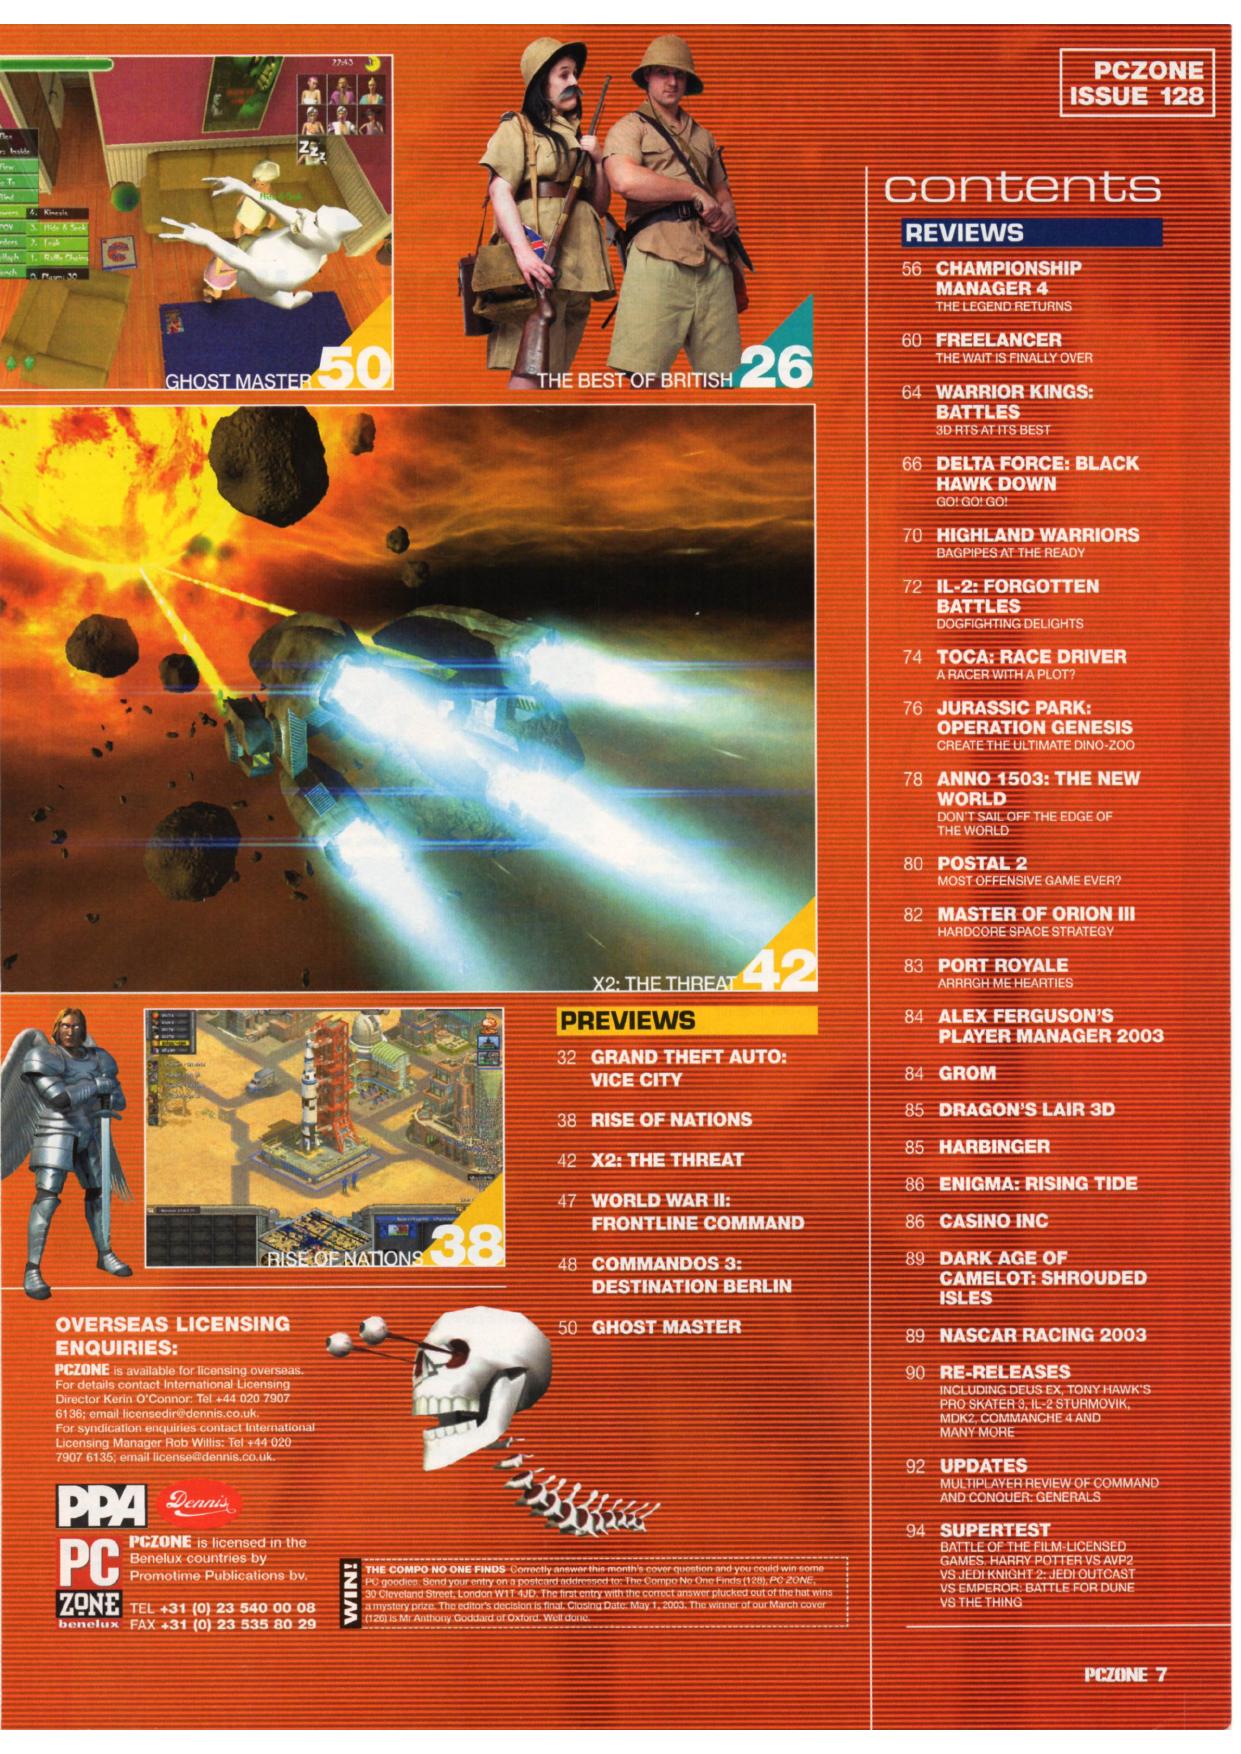 PCZONE
ISSUE 128
contents
REVIEWS
56 CHAMPIONSHIP
MANAGER 4
THE LEGEND RETURNS
60 FREELANCER
THE WAIT IS FINALLY OVER
64 WARRIOR KINGS:
BATTLES
3D RTS AT ITS BEST
66 DELTA FORCE: BLACK
HAWK DOWN
GO! GO! GO!
70 HIGHLAND WARRIORS
BAGPIPES AT THE READY
72 IL-2: FORGOTTEN
BATTLES
DOGFIGHTING DELIGHTS
74 TOCA: RACE DRIVER
A RACER WITH A PLOT?
76 JURASSIC PARK:
OPERATION GENESIS
CREATE THE ULTIMATE DINO-ZOO
78 ANNO 1503: THE NEW
WORLD
DON'T SAIL OFF THE EDGE OF
THE WORLD
80 POSTAL 2
MOST OFFENSIVE GAME EVER?
82 MASTER OF ORION III
HARDCORE SPACE STRATEGY
83 PORT ROYALE
ARRRGH ME HEARTIES
84 ALEX FERGUSON'S
PLAYER MANAGER 2003
84 GROM
85 DRAGON'S LAIR 3D
85 HARBINGER
86 ENIGMA: RISING TIDE
86 CASINO INC
89 DARK AGE OF
CAMELOT: SHROUDED
ISLES
89 NASCAR RACING 2003
90 RE-RELEASES
INCLUDING DEUS EX, TONY HAWK'S
PRO SKATER 3, IL-2 STURMOVIK,
MDK2, COMMANCHE 4 AND
MANY MORE
92 UPDATES
MULTIPLAYER REVIEW OF COMMAND
AND CONQUER: GENERALS
94 SUPERTEST
BATTLE OF THE FILM-LICENSED
GAMES. HARRY POTTER VS AVP2
VS JEDI KNIGHT 2: JEDI OUTCAST
VS EMPEROR: BATTLE FOR DUNE
VS THE THING
22:43
ZZZ
4. Kinesis
3. Hide & Seek
2. Leak
GHOST MASTER 50
THE BEST OF BRITISH 26
X2: THE THREAT 42
RISE OF NATIONS 38
PREVIEWS
32 GRAND THEFT AUTO:
VICE CITY
38 RISE OF NATIONS
42 X2: THE THREAT
47 WORLD WAR II:
FRONTLINE COMMAND
48 COMMANDOS 3:
DESTINATION BERLIN
50 GHOST MASTER
OVERSEAS LICENSING
ENQUIRIES:
PCZONE is available for licensing overseas.
For details contact International Licensing
Director Kerin O'Connor: Tel +44 020 7907
6136; email licensedir@dennis.co.uk.
For syndication enquiries contact International
Licensing Manager Rob Willis: Tel +44 020
7907 6135; email license@dennis.co.uk.
PPA Dennis
PC
ZONE
benelux
PCZONE is licensed in the
Benelux countries by
Promotime Publications bv.
TEL +31 (0) 23 540 00 08
FAX +31 (0) 23 535 80 29
WIN!
THE COMPO NO ONE FINDS Correctly answer this month's cover question and you could win some
PC goodies. Send your entry on a postcard addressed to: The Compo No One Finds (128), PC ZONE,
30 Cleveland Street, London W1T 4JD. The first entry with the correct answer plucked out of the hat wins
a mystery prize. The editor's decision is final. Closing Date: May 1, 2003. The winner of our March cover
(126) is Mr Anthony Goddard of Oxford. Well done.
PCZONE 7